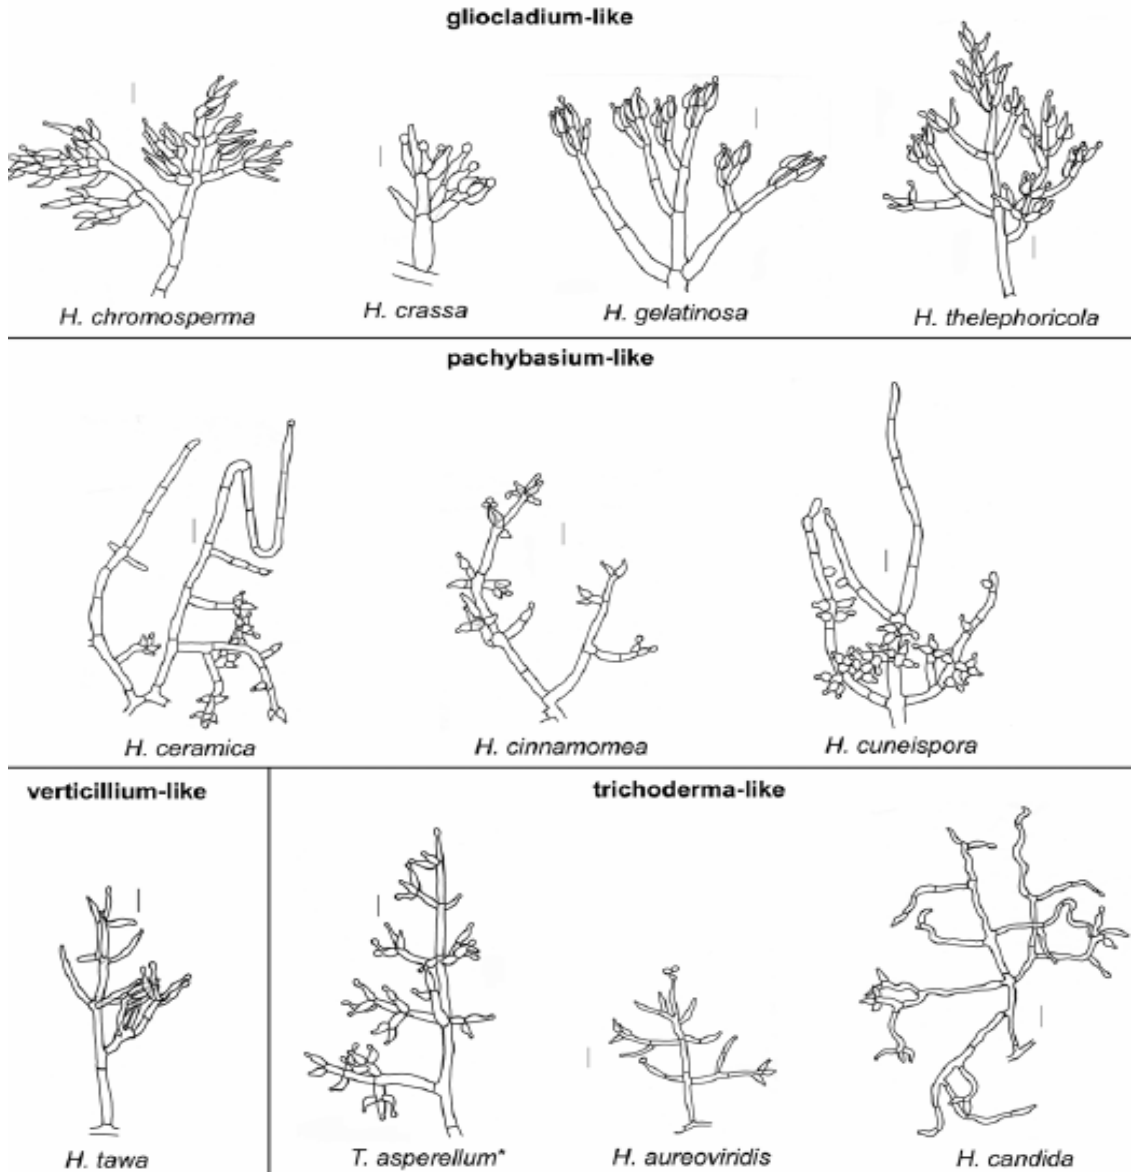 gliocladium-like
H. chromosperma
H. crassa
H. gelatinosa
H. thelephoricola
pachybasium-like
H. ceramica
H. cinnamomea
H. cuneispora
verticillium-like
trichoderma-like
H. tawa
T. asperellum*
H. aureoviridis
H. candida